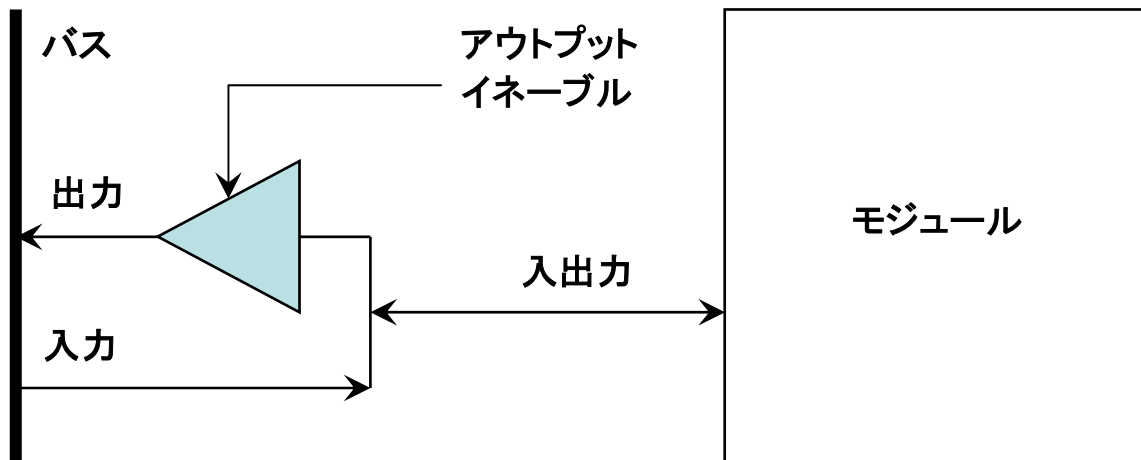 バス
アウトプット
イネーブル
出力
モジュール
入出力
入力